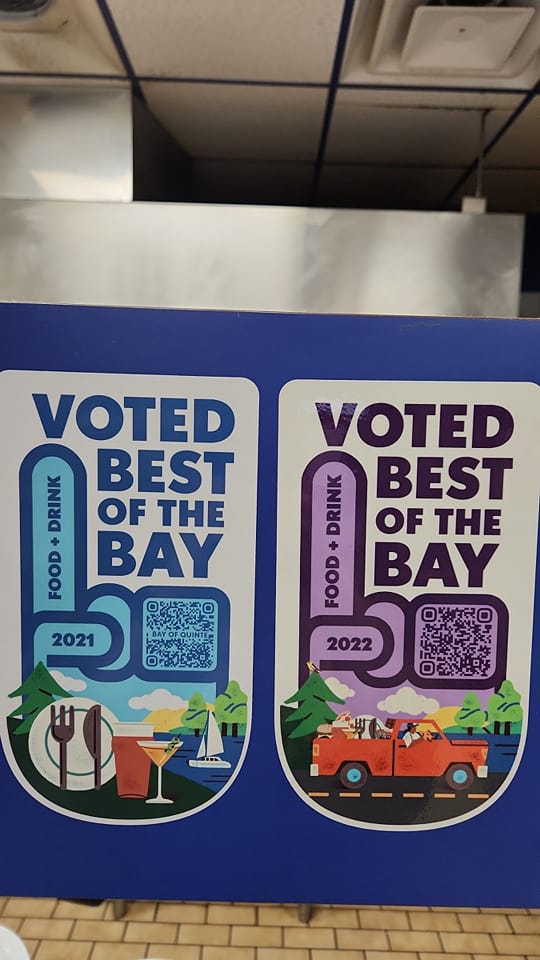 VOTED
BEST
OF THE
BAY
FOOD + DRINK
2021
BAY OF QUINTE
VOTED
BEST
OF THE
BAY
FOOD + DRINK
2022